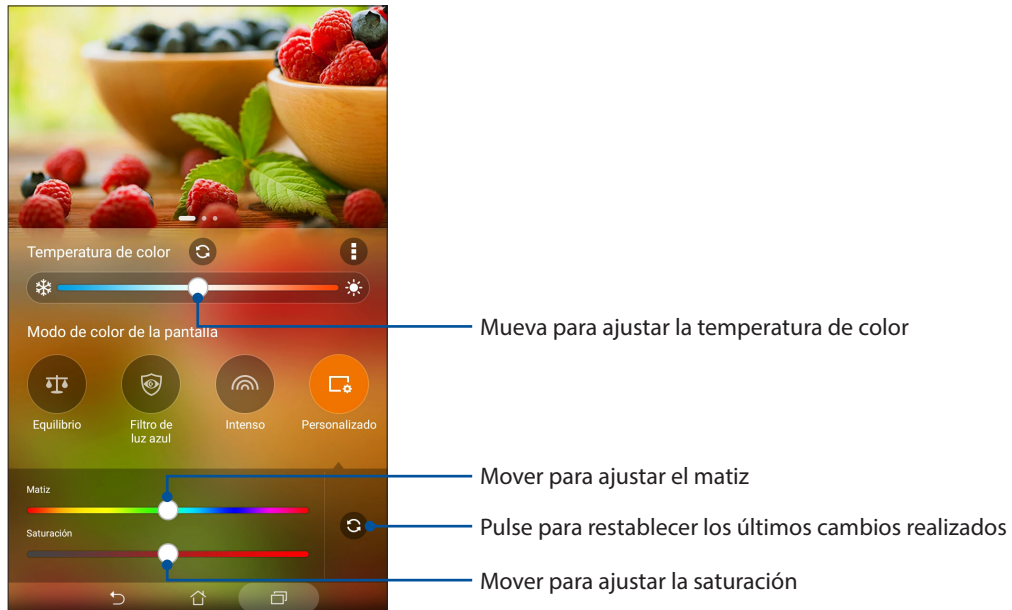 Temperatura de color
Mueva para ajustar la temperatura de color
Modo de color de la pantalla
Equilibrio
Filtro de
luz azul
Intenso
Personalizado
Mover para ajustar el matiz
Matiz
Pulse para restablecer los últimos cambios realizados
Saturación
Mover para ajustar la saturación